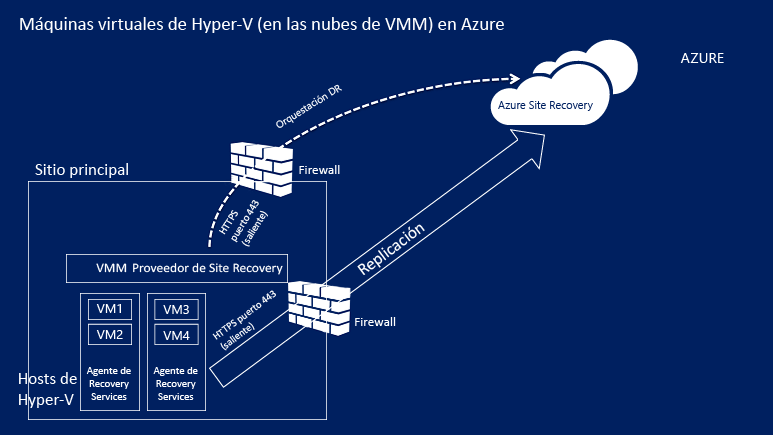 Máquinas virtuales de Hyper-V (en las nubes de VMM) en Azure
AZURE
Azure Site Recovery
Orquestación DR
Firewall
Sitio principal
HTTPS
puerto 443
(saliente)
Replicación
VMM Proveedor de Site Recovery
VM1
VM2
VM3
VM4
HTTPS puerto 443
(saliente)
Firewall
Agente de
Recovery
Services
Agente de
Recovery
Services
Hosts de
Hyper-V